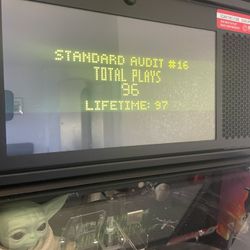 STANDARD AUDIT #16
TOTAL PLAYS
96
LIFETIME: 97